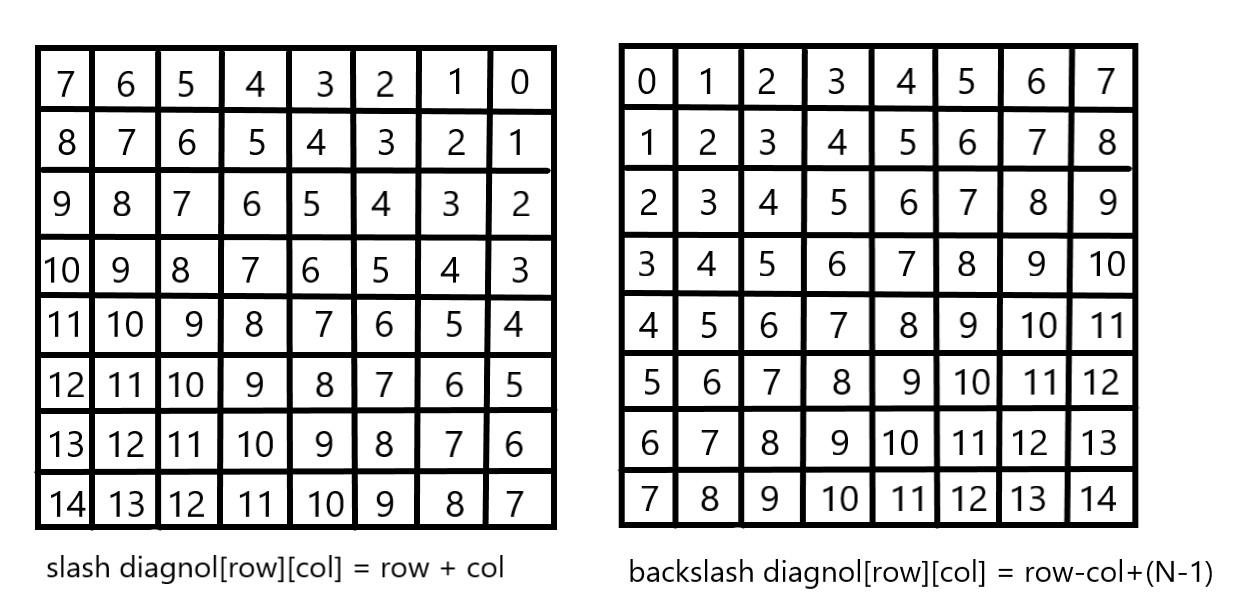 7 6 5 4 3 2 1 0
8 7 6 5 4 3 2 1
9 8 7 6 5 4 3 2
10 9 8 7 6 5 4 3
11 10 9 8 7 6 5 4
12 11 10 9 8 7 6 5
13 12 11 10 9 8 7 6
14 13 12 11 10 9 8 7
slash diagnol[row][col] = row + col
0 1 2 3 4 5 6 7
1 2 3 4 5 6 7 8
2 3 4 5 6 7 8 9
3 4 5 6 7 8 9 10
4 5 6 7 8 9 10 11
5 6 7 8 9 10 11 12
6 7 8 9 10 11 12 13
7 8 9 10 11 12 13 14
backslash diagnol[row][col] = row-col+(N-1)